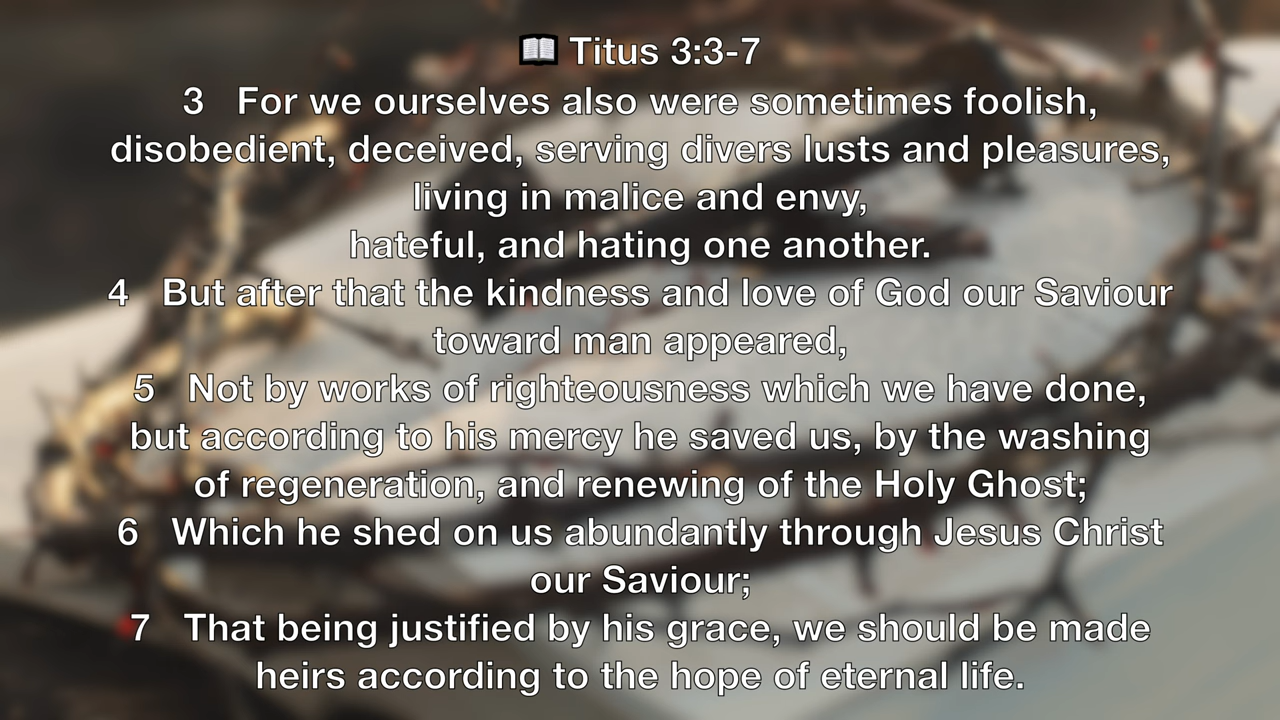 📖 Titus 3:3-7
3 For we ourselves also were sometimes foolish,
disobedient, deceived, serving divers lusts and pleasures,
living in malice and envy,
hateful, and hating one another.
4 But after that the kindness and love of God our Saviour
toward man appeared,
5 Not by works of righteousness which we have done,
but according to his mercy he saved us, by the washing
of regeneration, and renewing of the Holy Ghost;
6 Which he shed on us abundantly through Jesus Christ
our Saviour;
7 That being justified by his grace, we should be made
heirs according to the hope of eternal life.